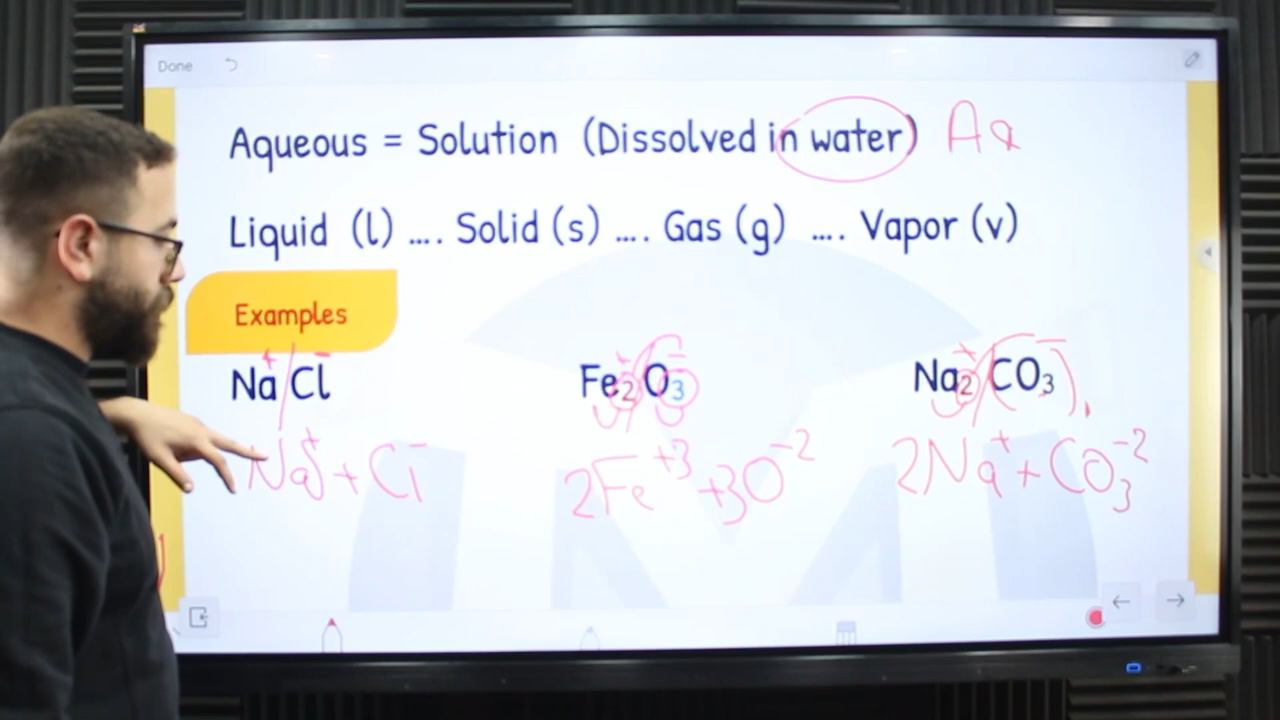 Done
Aqueous = Solution (Dissolved in water) Aq
Liquid (l) .... Solid (s) .... Gas (g) .... Vapor (v)
Examples
NaCl Fe₂O₃ Na₂CO₃
Na⁺ + Cl⁻ 2Fe⁺³ + 3O⁻² 2Na⁺ + CO₃⁻²